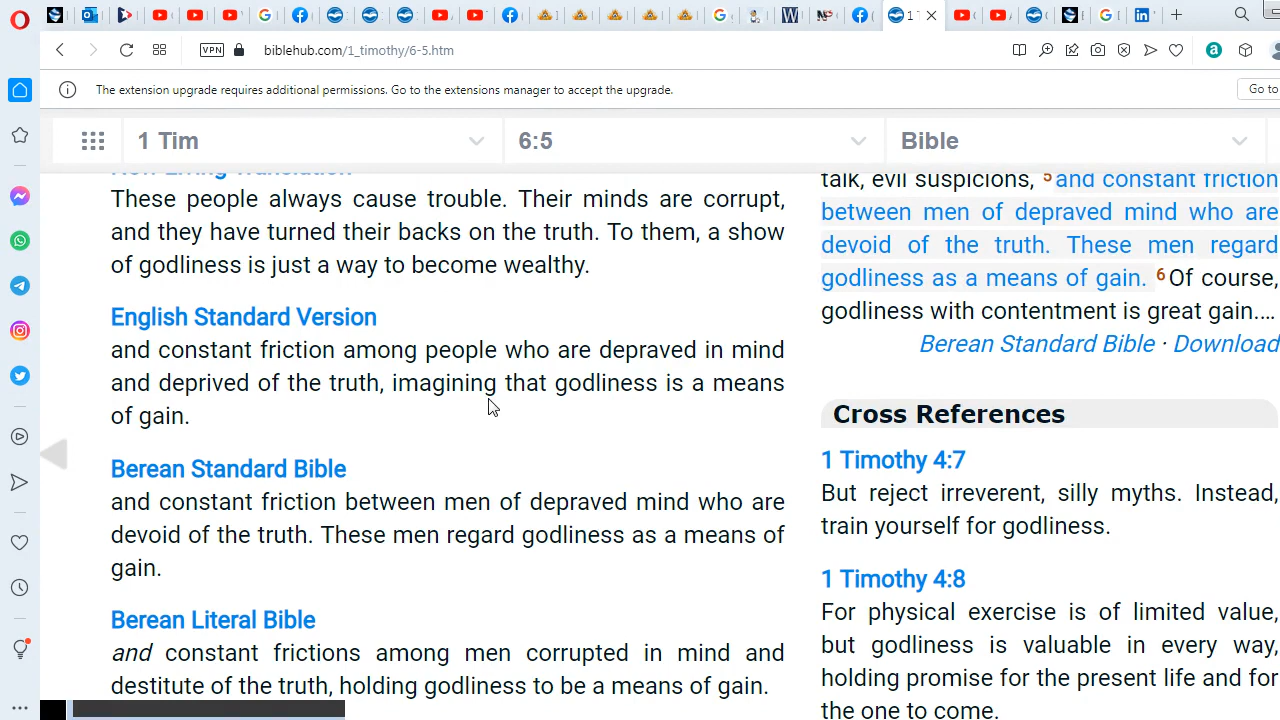 1 T
VPN
biblehub.com/1_timothy/6-5.htm
The extension upgrade requires additional permissions. Go to the extensions manager to accept the upgrade.
Go to
1 Tim
6:5
Bible
New Living Translation
These people always cause trouble. Their minds are corrupt,
and they have turned their backs on the truth. To them, a show
of godliness is just a way to become wealthy.
English Standard Version
and constant friction among people who are depraved in mind
and deprived of the truth, imagining that godliness is a means
of gain.
Berean Standard Bible
and constant friction between men of depraved mind who are
devoid of the truth. These men regard godliness as a means of
gain.
Berean Literal Bible
and constant frictions among men corrupted in mind and
destitute of the truth, holding godliness to be a means of gain.
talk, evil suspicions, 5and constant friction
between men of depraved mind who are
devoid of the truth. These men regard
godliness as a means of gain. 6Of course,
godliness with contentment is great gain....
Berean Standard Bible · Download
Cross References
1 Timothy 4:7
But reject irreverent, silly myths. Instead,
train yourself for godliness.
1 Timothy 4:8
For physical exercise is of limited value,
but godliness is valuable in every way,
holding promise for the present life and for
the one to come.